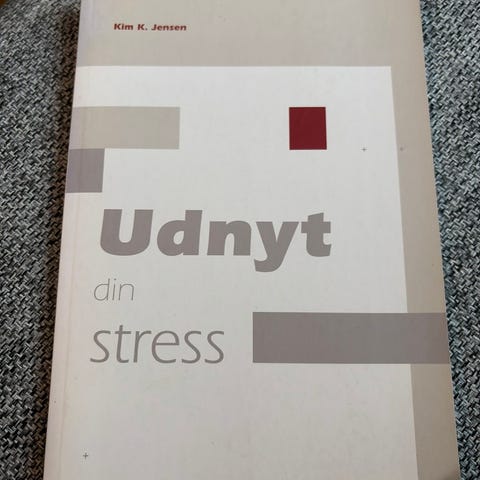 Kim K. Jensen
Udnyt
din
stress